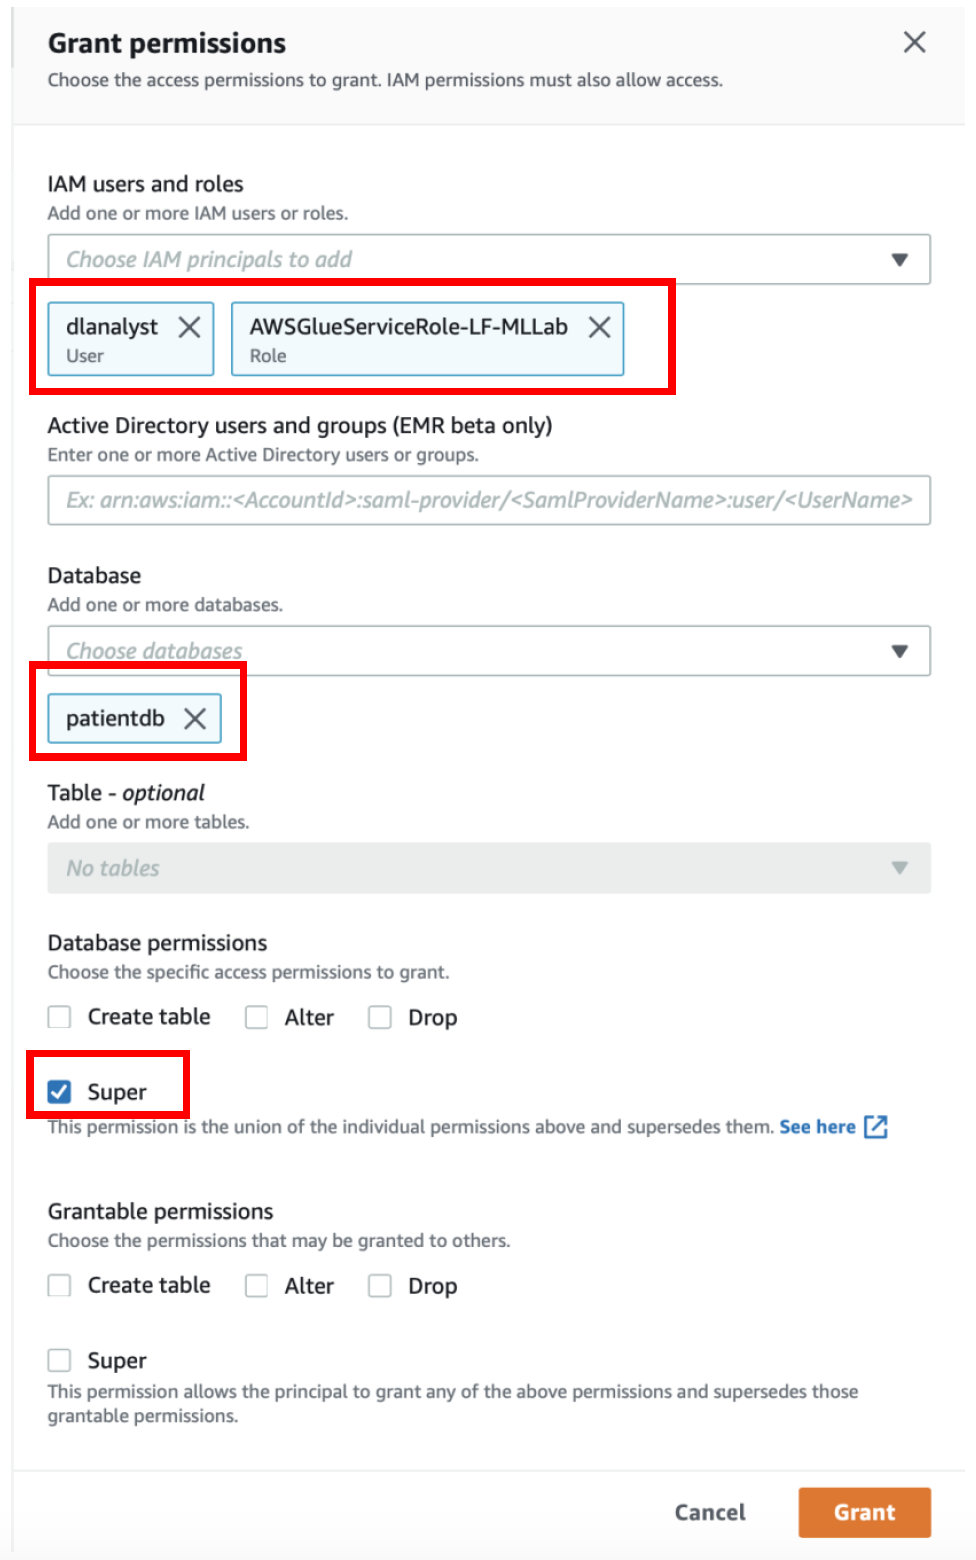 Grant permissions
Choose the access permissions to grant. IAM permissions must also allow access.
IAM users and roles
Add one or more IAM users or roles.
Choose IAM principals to add
dlanalyst
User
AWSGlueServiceRole-LF-MLLab
Role
Active Directory users and groups (EMR beta only)
Enter one or more Active Directory users or groups.
Ex: arn:aws:iam::<AccountId>:saml-provider/<SamlProviderName>:user/<UserName>
Database
Add one or more databases.
Choose databases
patientdb
Table - optional
Add one or more tables.
No tables
Database permissions
Choose the specific access permissions to grant.
Create table Alter Drop
Super
This permission is the union of the individual permissions above and supersedes them. See here
Grantable permissions
Choose the permissions that may be granted to others.
Create table Alter Drop
Super
This permission allows the principal to grant any of the above permissions and supersedes those
grantable permissions.
Cancel Grant